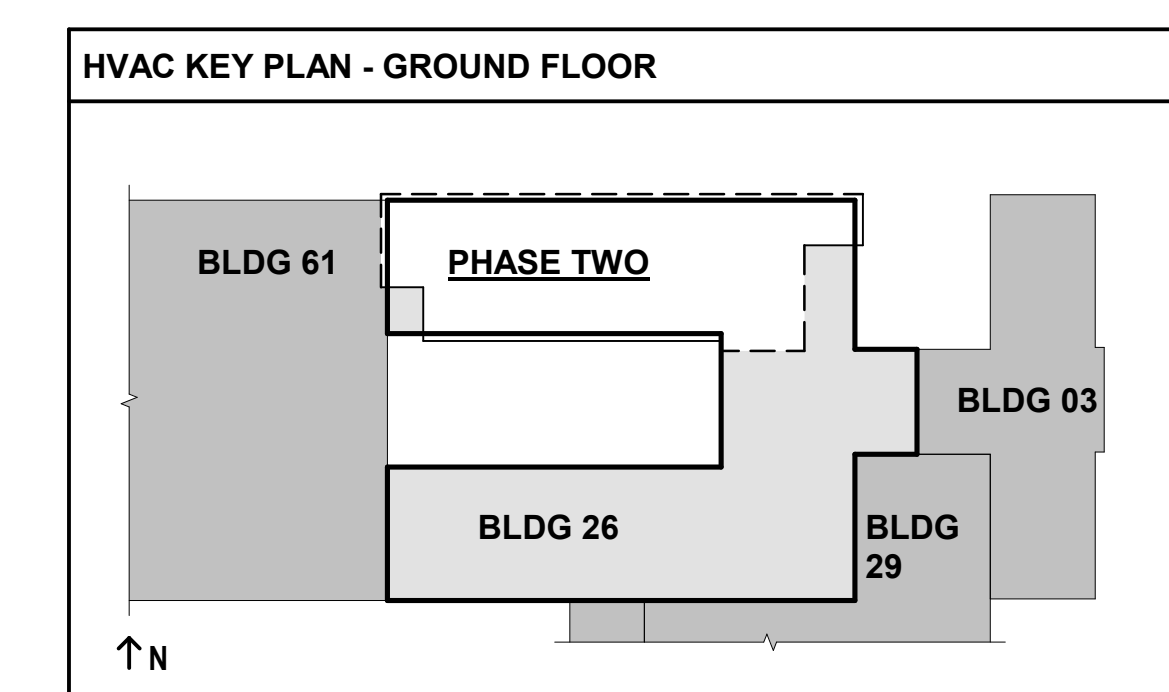 HVAC KEY PLAN - GROUND FLOOR
BLDG 61
PHASE TWO
BLDG 03
BLDG 26
BLDG
29
N